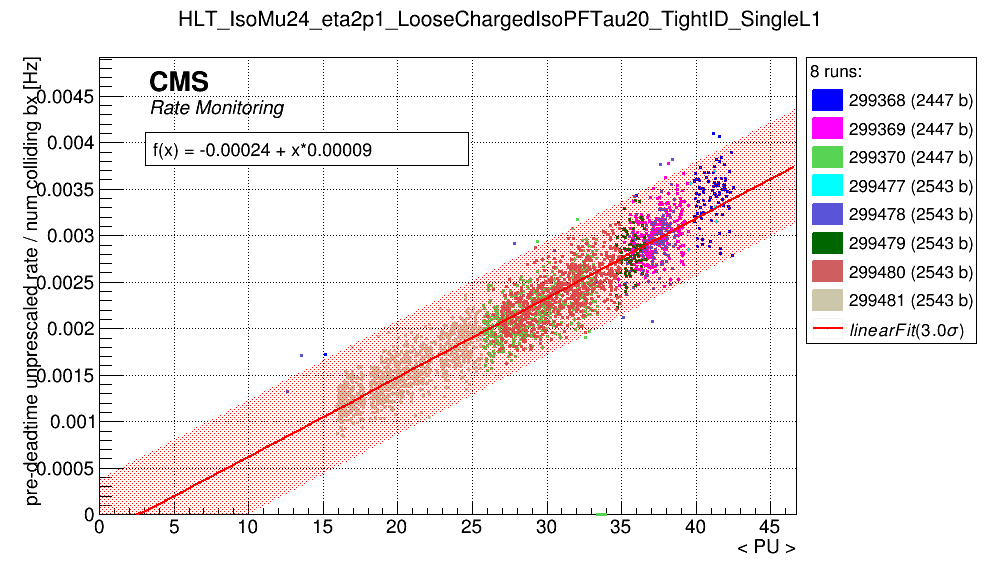 HLT_IsoMu24_eta2p1_LooseChargedIsoPFTau20_TightID_SingleL1
CMS
Rate Monitoring
f(x) = -0.00024 + x*0.00009
pre-deadtime unprescaled rate / num colliding bx [Hz]
0.0045
0.004
0.0035
0.003
0.0025
0.002
0.0015
0.001
0.0005
0
0 5 10 15 20 25 30 35 40 45
< PU >
8 runs:
299368 (2447 b)
299369 (2447 b)
299370 (2447 b)
299477 (2543 b)
299478 (2543 b)
299479 (2543 b)
299480 (2543 b)
299481 (2543 b)
linearFit(3.0σ)